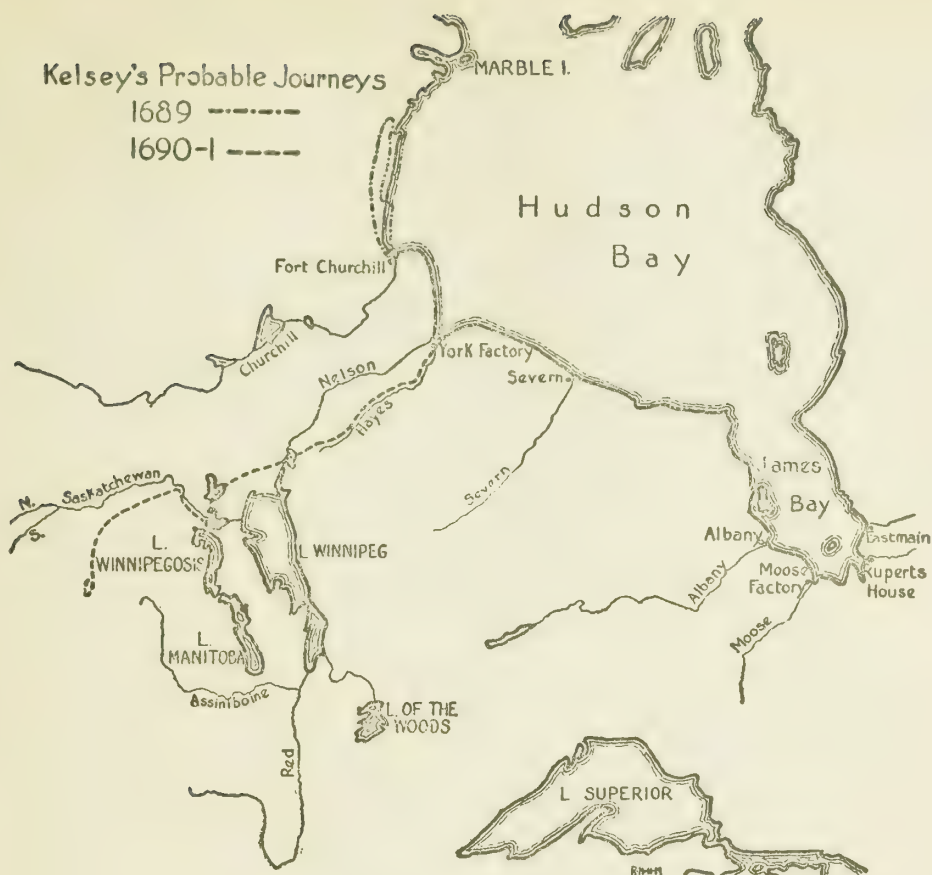 Kelsey's Probable Journeys
1689
1690-1
MARBLE I.
Hudson
Bay
Fort Churchill
Churchill
Nelson
York Factory
Severn
Hayes
Severn
N. Saskatchewan
S.
L.
WINNIPEGOSIS
L WINNIPEG
James
Bay
Albany
Eastmain
Albany
Moose
Factory
Ruperts
House
Moose
L.
MANITOBA
Assiniboine
L. OF THE
WOODS
Red
L SUPERIOR